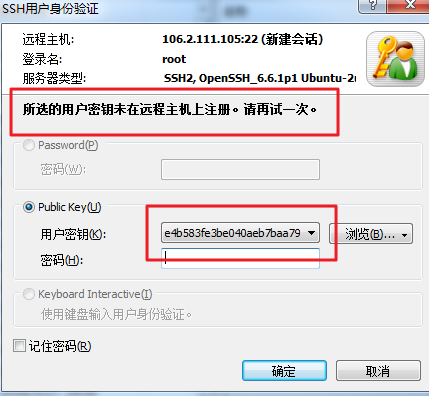 SSH用户身份验证
远程主机: 106.2.111.105:22 (新建会话)
登录名: root
服务器类型: SSH2, OpenSSH_6.6.1p1 Ubuntu-2
所选的用户密钥未在远程主机上注册。请再试一次。
Password(P)
密码(W):
Public Key(U)
用户密钥(K): e4b583fe3be040aeb7baa79
浏览(B)...
密码(H):
Keyboard Interactive(I)
使用键盘输入用户身份验证。
记住密码(R)
确定 取消